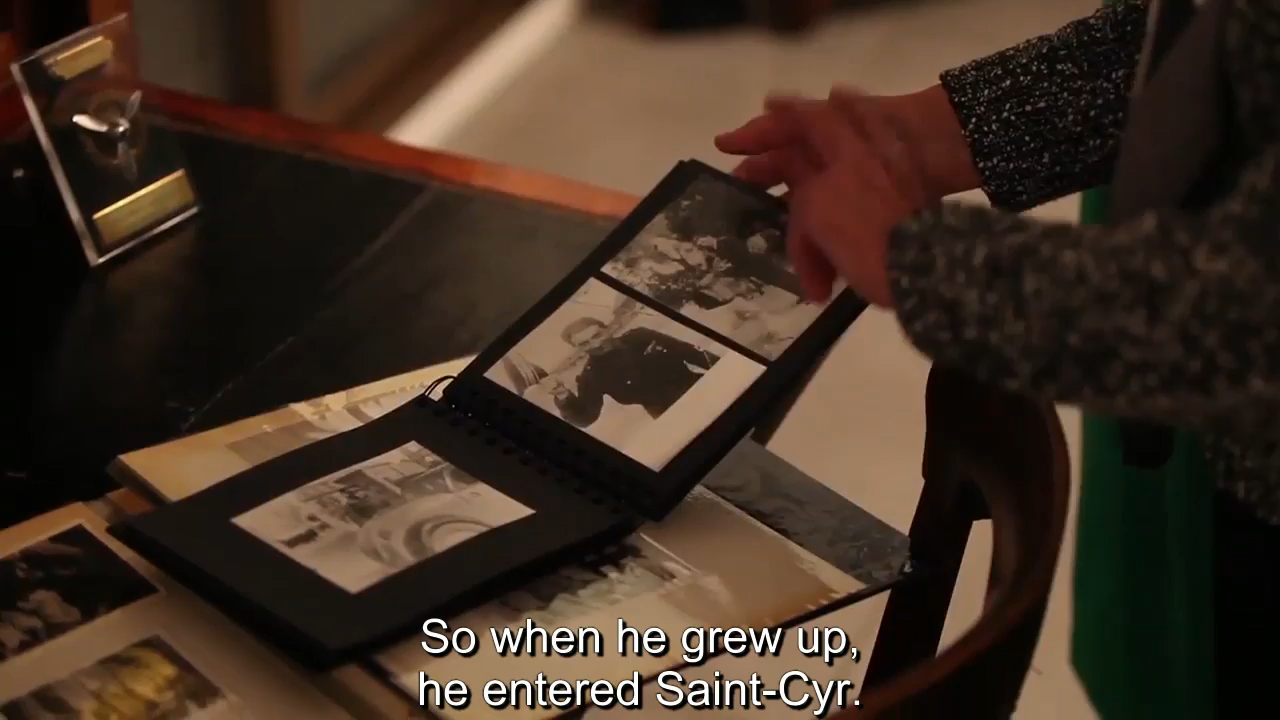 So when he grew up,
he entered Saint-Cyr.